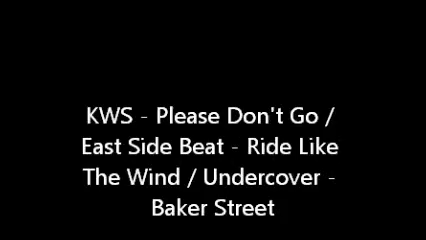 KWS - Please Don't Go /
East Side Beat - Ride Like
The Wind / Undercover -
Baker Street